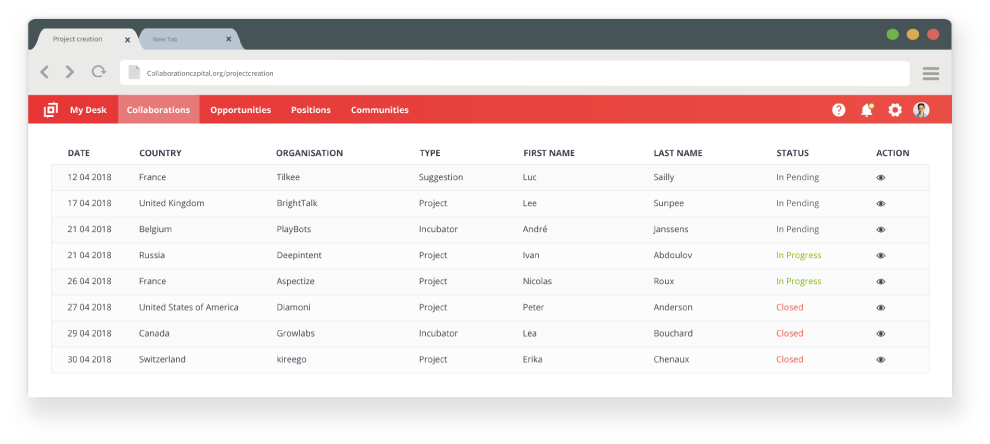 Project creation x New Tab x
Collaborationcapital.org/projectcreation
My Desk Collaborations Opportunities Positions Communities ?
DATE COUNTRY ORGANISATION TYPE FIRST NAME LAST NAME STATUS ACTION
12 04 2018 France Tilkee Suggestion Luc Sailly In Pending
17 04 2018 United Kingdom BrightTalk Project Lee Sunpee In Pending
21 04 2018 Belgium PlayBots Incubator André Janssens In Pending
21 04 2018 Russia Deepintent Project Ivan Abdoulov In Progress
26 04 2018 France Aspectize Project Nicolas Roux In Progress
27 04 2018 United States of America Diamoni Project Peter Anderson Closed
29 04 2018 Canada Growlabs Incubator Lea Bouchard Closed
30 04 2018 Switzerland kireego Project Erika Chenaux Closed